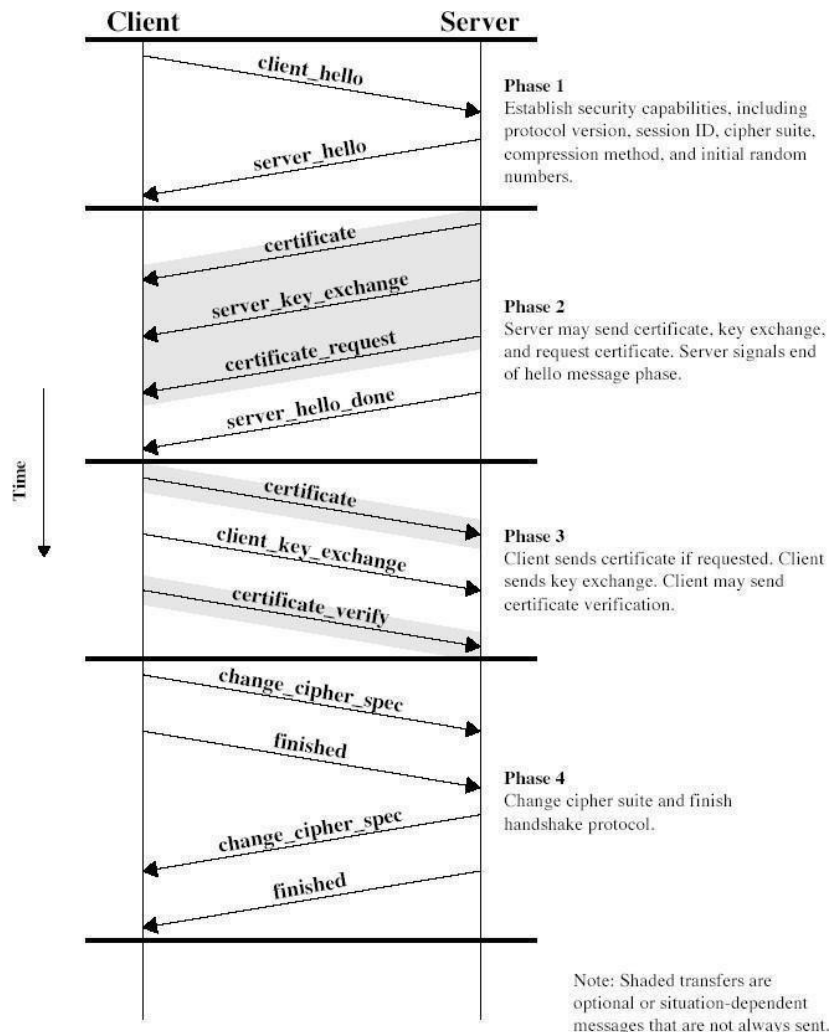 Client
Server
client_hello
server_hello
Phase 1
Establish security capabilities, including
protocol version, session ID, cipher suite,
compression method, and initial random
numbers.
certificate
server_key_exchange
certificate_request
server_hello_done
Phase 2
Server may send certificate, key exchange,
and request certificate. Server signals end
of hello message phase.
Time
certificate
client_key_exchange
certificate_verify
Phase 3
Client sends certificate if requested. Client
sends key exchange. Client may send
certificate verification.
change_cipher_spec
finished
change_cipher_spec
finished
Phase 4
Change cipher suite and finish
handshake protocol.
Note: Shaded transfers are
optional or situation-dependent
messages that are not always sent.